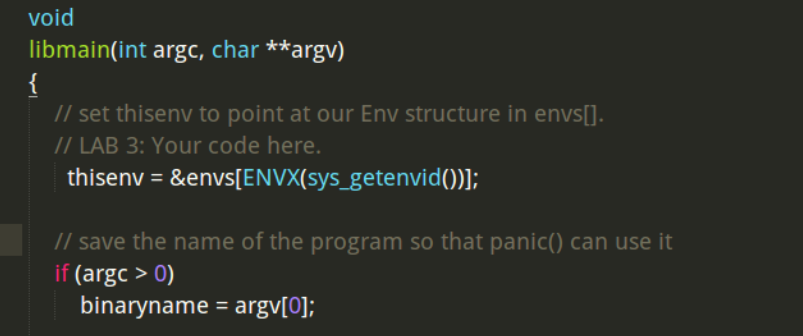 void
libmain(int argc, char **argv)
{
// set thisenv to point at our Env structure in envs[].
// LAB 3: Your code here.
thisenv = &envs[ENVX(sys_getenvid())];
// save the name of the program so that panic() can use it
if (argc > 0)
binaryname = argv[0];